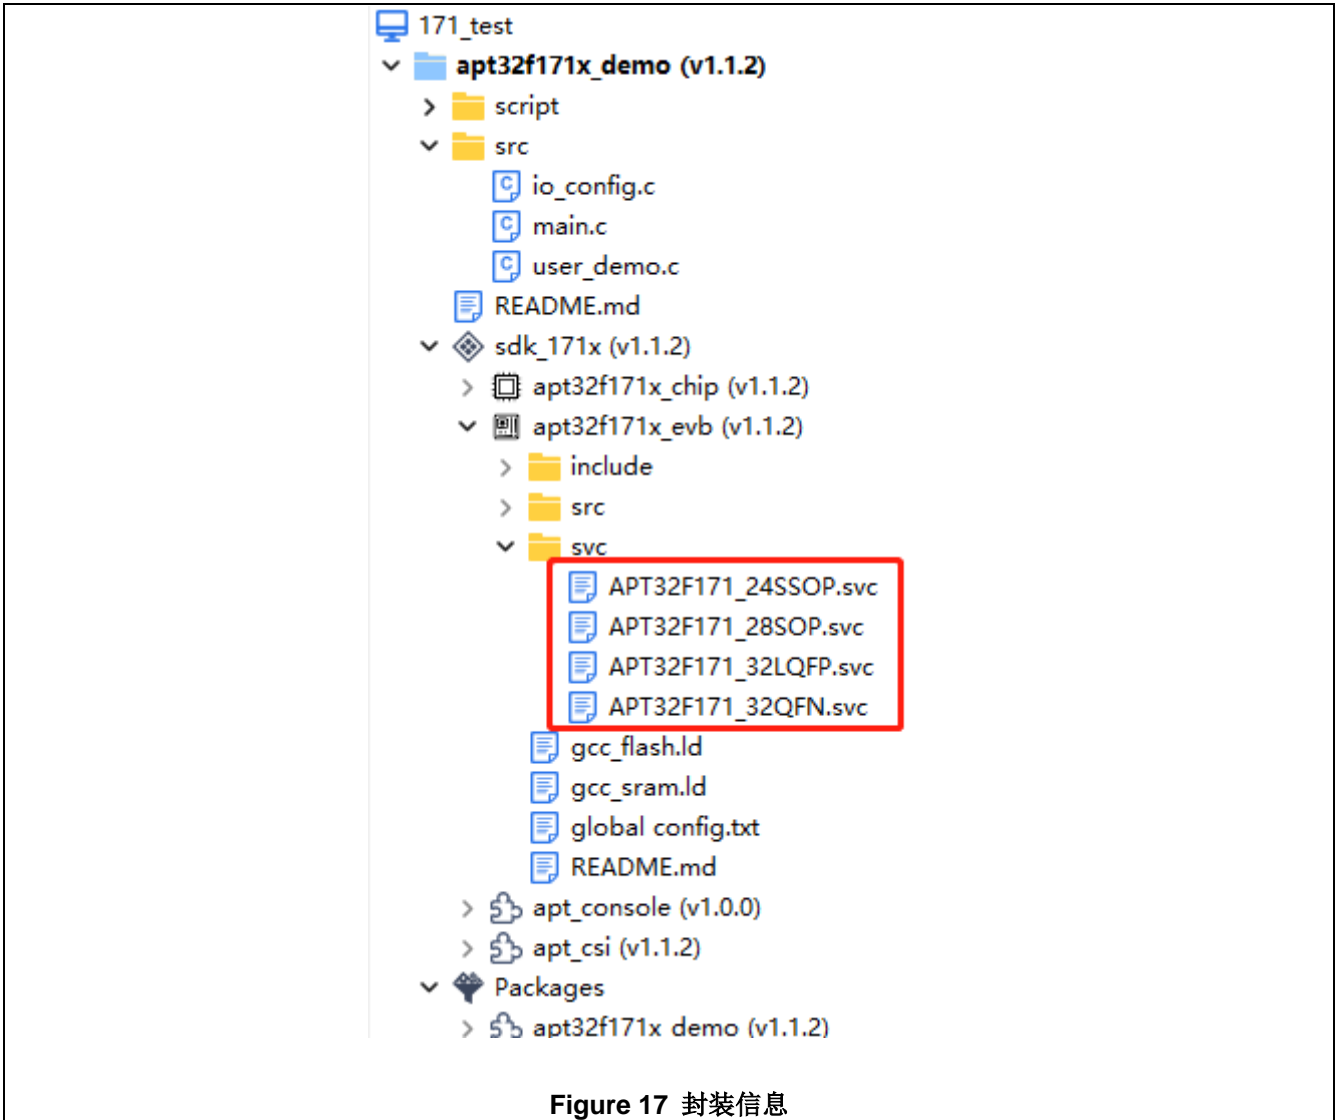 171_test
apt32f171x_demo (v1.1.2)
script
src
io_config.c
main.c
user_demo.c
README.md
sdk_171x (v1.1.2)
apt32f171x_chip (v1.1.2)
apt32f171x_evb (v1.1.2)
include
src
svc
APT32F171_24SSOP.svc
APT32F171_28SOP.svc
APT32F171_32LQFP.svc
APT32F171_32QFN.svc
gcc_flash.ld
gcc_sram.ld
global config.txt
README.md
apt_console (v1.0.0)
apt_csi (v1.1.2)
Packages
apt32f171x demo (v1.1.2)
Figure 17 封装信息